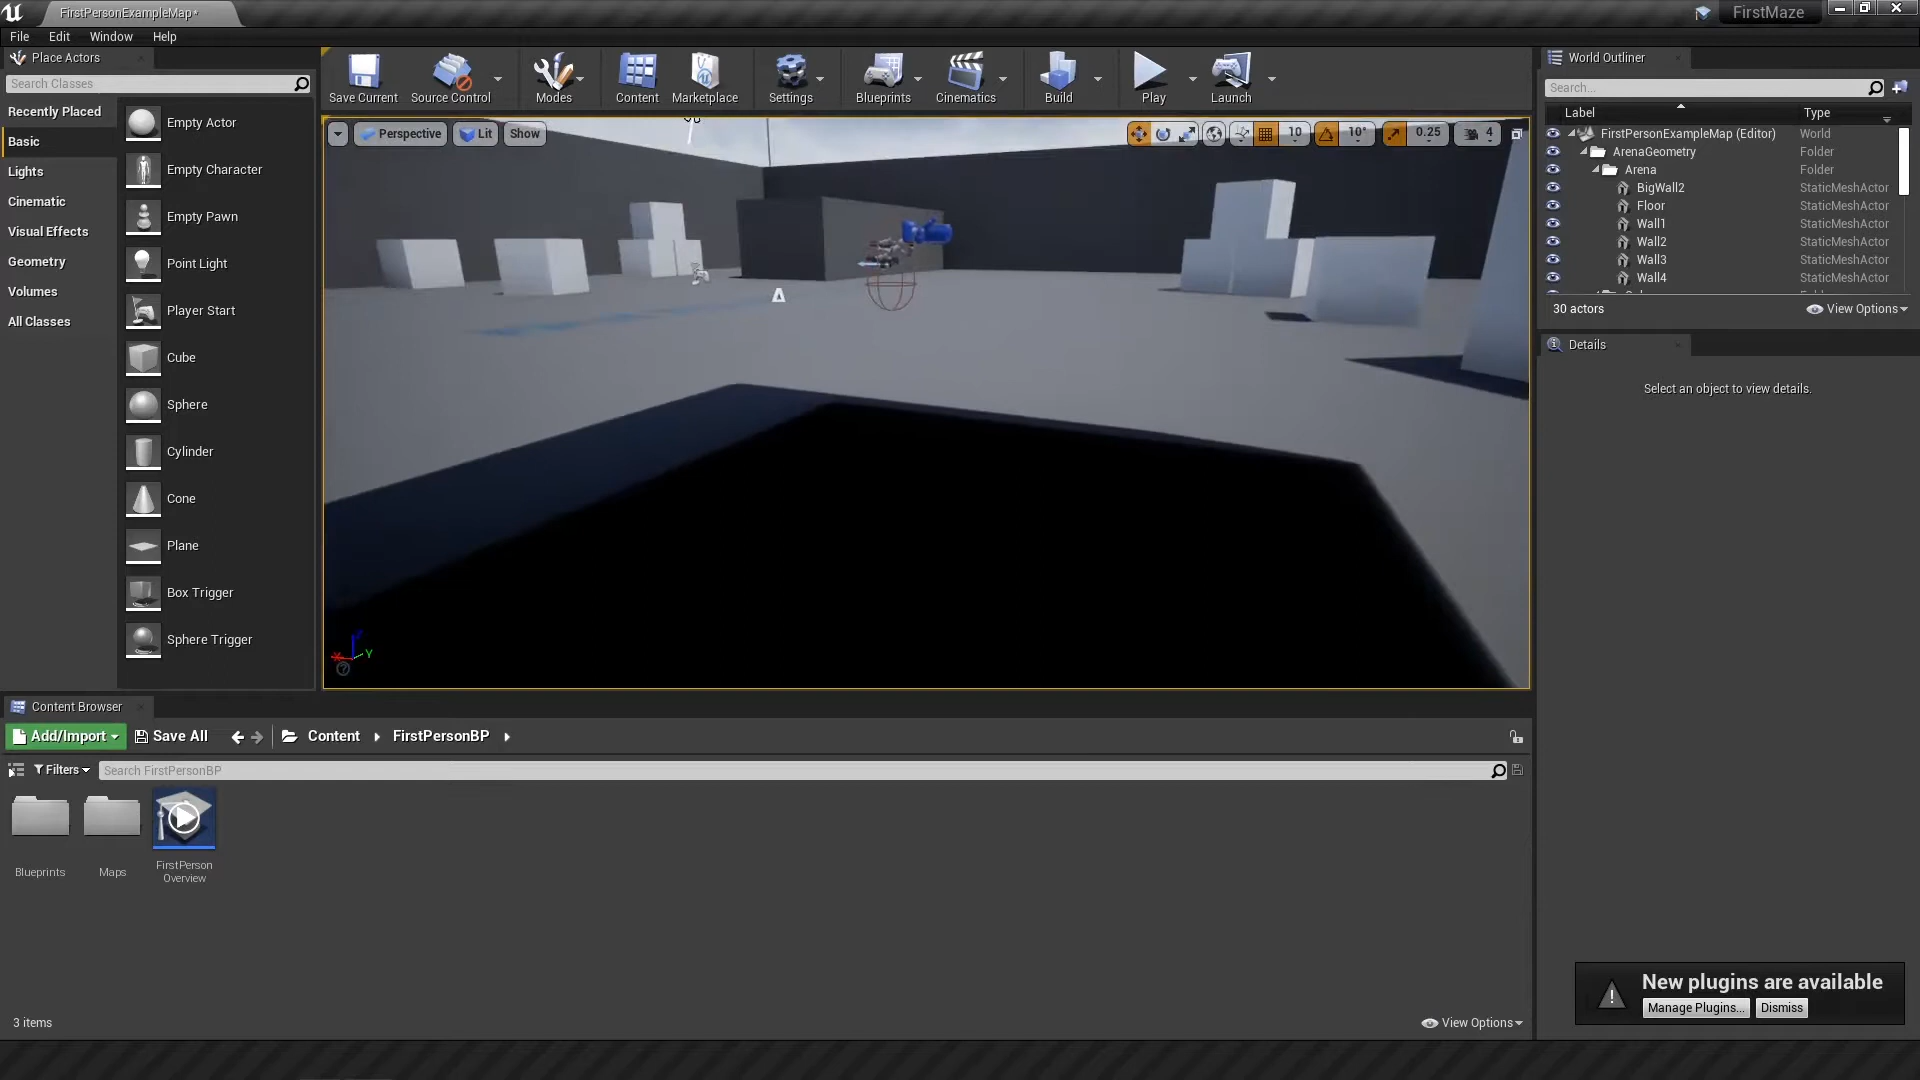 FirstPersonExampleMap*
FirstMaze
File Edit Window Help
Place Actors
Search Classes
Recently Placed
Basic
Lights
Cinematic
Visual Effects
Geometry
Volumes
All Classes
Empty Actor
Empty Character
Empty Pawn
Point Light
Player Start
Cube
Sphere
Cylinder
Cone
Plane
Box Trigger
Sphere Trigger
Save Current Source Control Modes Content Marketplace Settings Blueprints Cinematics Build Play Launch
Perspective Lit Show
10 10° 0.25 4
Y
World Outliner
Search...
Label Type
FirstPersonExampleMap (Editor) World
ArenaGeometry Folder
Arena Folder
BigWall2 StaticMeshActor
Floor StaticMeshActor
Wall1 StaticMeshActor
Wall2 StaticMeshActor
Wall3 StaticMeshActor
Wall4 StaticMeshActor
30 actors View Options
Details
Select an object to view details.
Content Browser
Add/Import Save All Content FirstPersonBP
Filters Search FirstPersonBP
Blueprints
Maps
FirstPerson
Overview
3 items View Options
New plugins are available
Manage Plugins... Dismiss